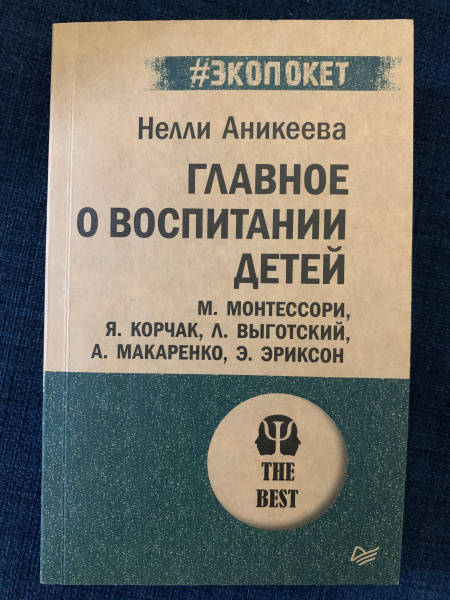 #ЭКОПОКЕТ
Нелли Аникеева
ГЛАВНОЕ
О ВОСПИТАНИИ
ДЕТЕЙ
М. МОНТЕССОРИ,
Я. КОРЧАК, Л. ВЫГОТСКИЙ,
А. МАКАРЕНКО, Э. ЭРИКСОН
Ψ
THE
BEST